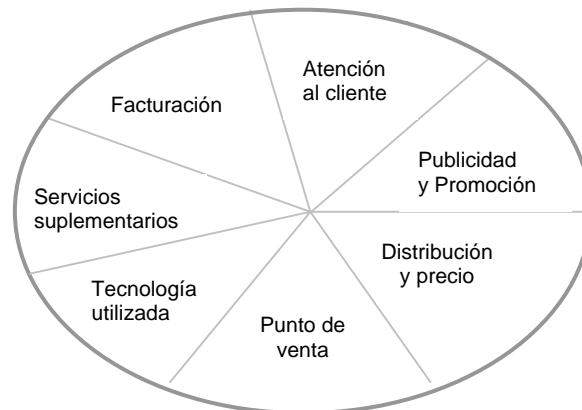 Atención
al cliente
Facturación
Publicidad
y Promoción
Servicios
suplementarios
Distribución
y precio
Tecnología
utilizada
Punto de
venta